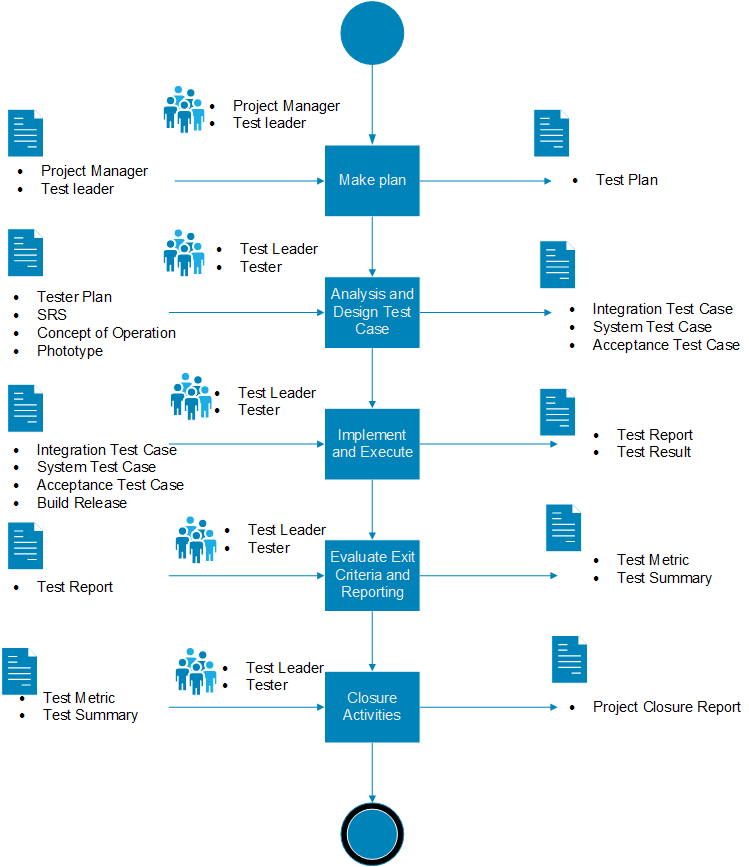 • Project Manager
• Test leader
• Project Manager
• Test leader
Make plan
• Test Plan
• Test Leader
• Tester
• Tester Plan
• SRS
• Concept of Operation
• Phototype
Analysis and
Design Test
Case
• Integration Test Case
• System Test Case
• Acceptance Test Case
• Test Leader
• Tester
• Integration Test Case
• System Test Case
• Acceptance Test Case
• Build Release
Implement
and Execute
• Test Report
• Test Result
• Test Leader
• Tester
• Test Report
Evaluate Exit
Criteria and
Reporting
• Test Metric
• Test Summary
• Test Leader
• Tester
• Test Metric
• Test Summary
Closure
Activities
• Project Closure Report